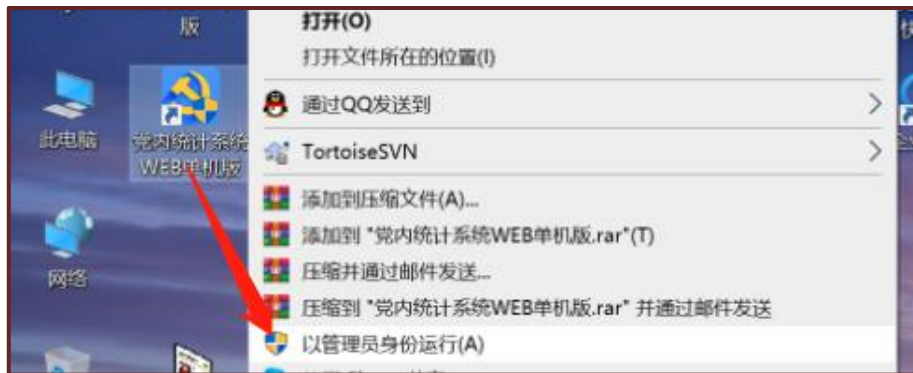 版
此电脑
党内统计系统
WEB单机版
网络
打开(O)
打开文件所在的位置(I)
通过QQ发送到
TortoiseSVN
添加到压缩文件(A)...
添加到 "党内统计系统WEB单机版.rar"(T)
压缩并通过邮件发送...
压缩到 "党内统计系统WEB单机版.rar" 并通过邮件发送
以管理员身份运行(A)